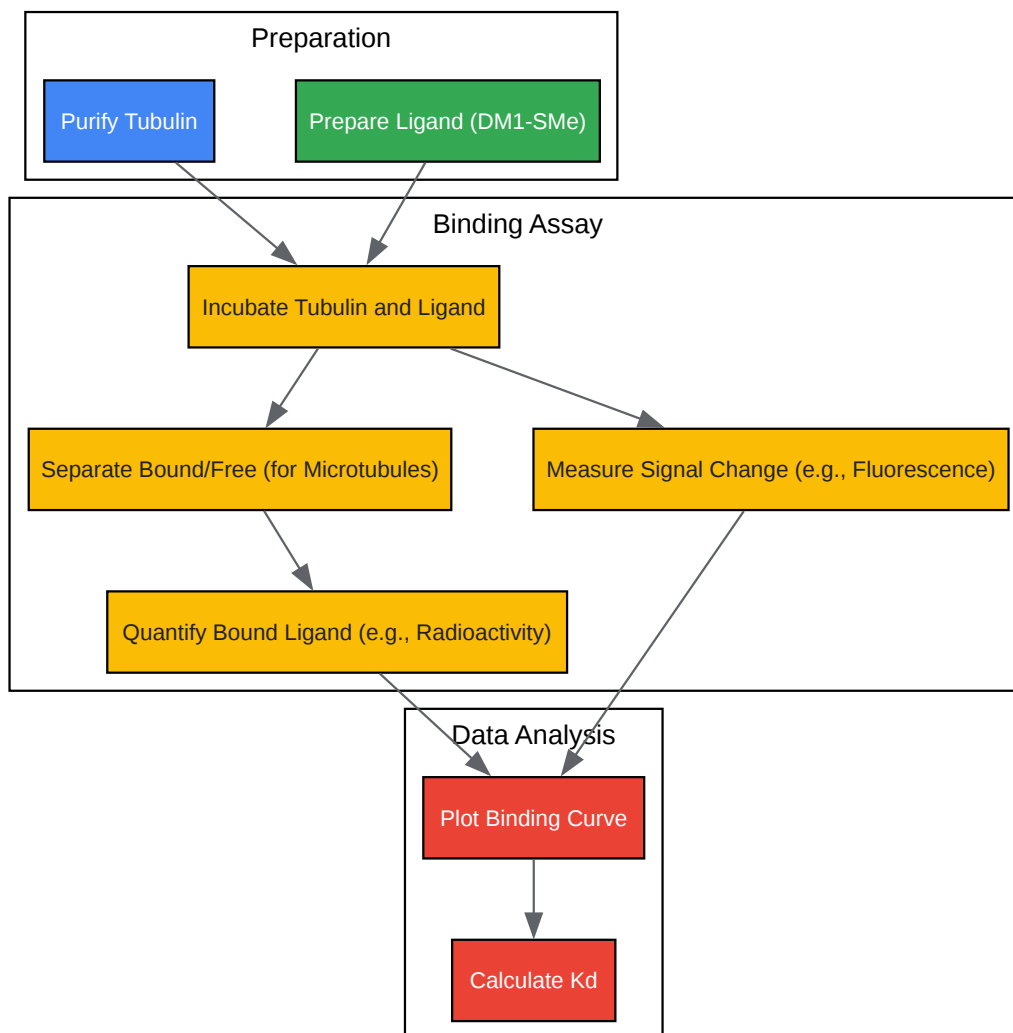 Preparation
Purify Tubulin
Prepare Ligand (DM1-SMe)
Binding Assay
Incubate Tubulin and Ligand
Separate Bound/Free (for Microtubules)
Measure Signal Change (e.g., Fluorescence)
Quantify Bound Ligand (e.g., Radioactivity)
Data Analysis
Plot Binding Curve
Calculate Kd